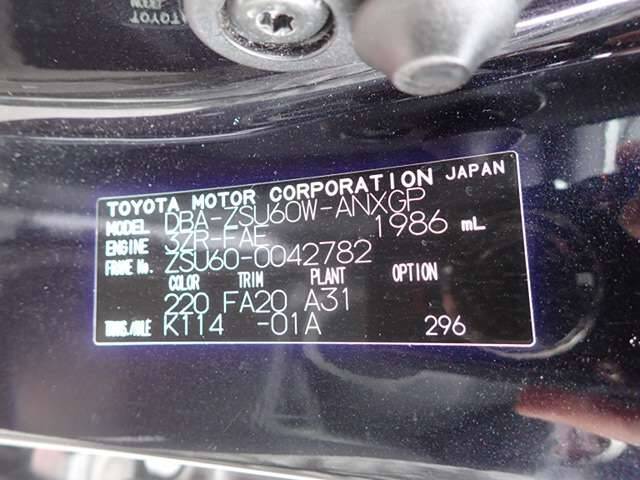 TOYOTA MOTOR CORPORATION JAPAN
MODEL DBA-ZSU60W-ANXGP
ENGINE 3ZR-FAE 1986 mL
FRAME No. ZSU60-0042782
COLOR TRIM PLANT OPTION
220 FA20 A31
TRANS./AXLE K114 -01A 296